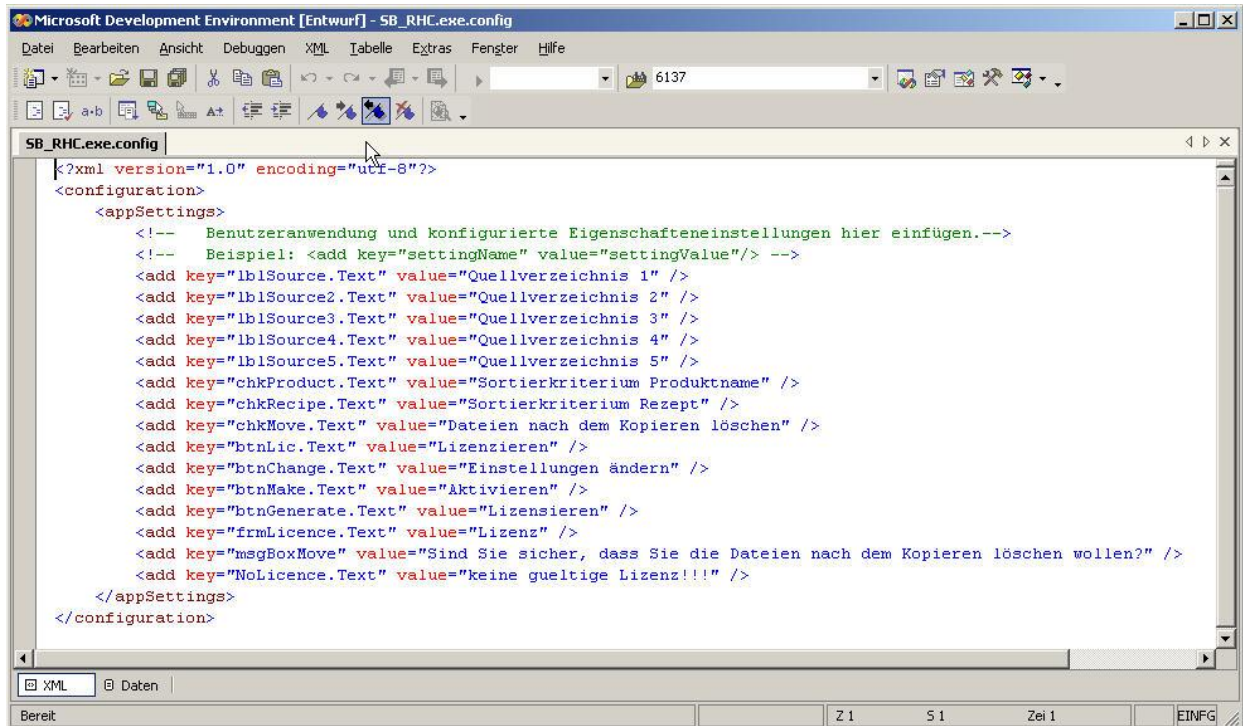 Microsoft Development Environment [Entwurf] - SB_RHC.exe.config
Datei Bearbeiten Ansicht Debuggen XML Tabelle Extras Fenster Hilfe
6137
SB_RHC.exe.config
<?xml version="1.0" encoding="utf-8"?>
<configuration>
<appSettings>
<!-- Benutzeranwendung und konfigurierte Eigenschafteneinstellungen hier einfügen.-->
<!-- Beispiel: <add key="settingName" value="settingValue"/> -->
<add key="lblSource.Text" value="Quellverzeichnis 1" />
<add key="lblSource2.Text" value="Quellverzeichnis 2" />
<add key="lblSource3.Text" value="Quellverzeichnis 3" />
<add key="lblSource4.Text" value="Quellverzeichnis 4" />
<add key="lblSource5.Text" value="Quellverzeichnis 5" />
<add key="chkProduct.Text" value="Sortierkriterium Produktname" />
<add key="chkRecipe.Text" value="Sortierkriterium Rezept" />
<add key="chkMove.Text" value="Dateien nach dem Kopieren löschen" />
<add key="btnLic.Text" value="Lizenzieren" />
<add key="btnChange.Text" value="Einstellungen ändern" />
<add key="btnMake.Text" value="Aktivieren" />
<add key="btnGenerate.Text" value="Lizensieren" />
<add key="frmLicence.Text" value="Lizenz" />
<add key="msgBoxMove" value="Sind Sie sicher, dass Sie die Dateien nach dem Kopieren löschen wollen?" />
<add key="NoLicence.Text" value="keine gueltige Lizenz!!!" />
</appSettings>
</configuration>
XML Daten
Bereit Z 1 S 1 Zei 1 EINFG